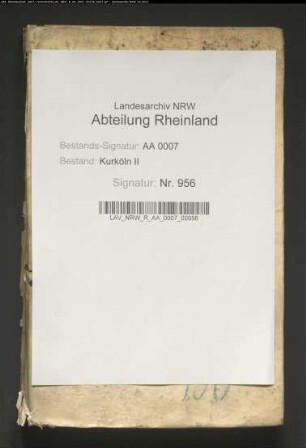 Landesarchiv NRW
Abteilung Rheinland
Bestands-Signatur: AA 0007
Bestand: Kurköln II
Signatur: Nr. 956
LAV_NRW_R_AA_0007_00956